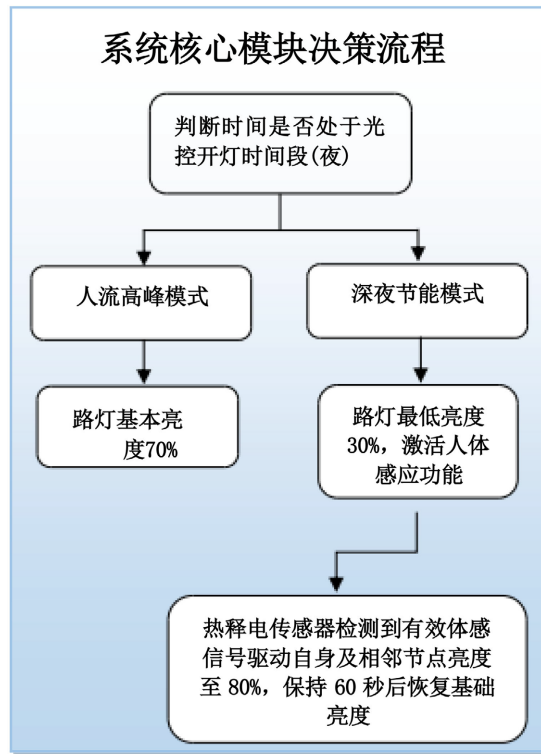 系统核心模块决策流程
判断时间是否处于光
控开灯时间段(夜)
人流高峰模式
深夜节能模式
路灯基本亮
度70%
路灯最低亮度
30%，激活人体
感应功能
热释电传感器检测到有效体感
信号驱动自身及相邻节点亮度
至 80%，保持 60 秒后恢复基础
亮度